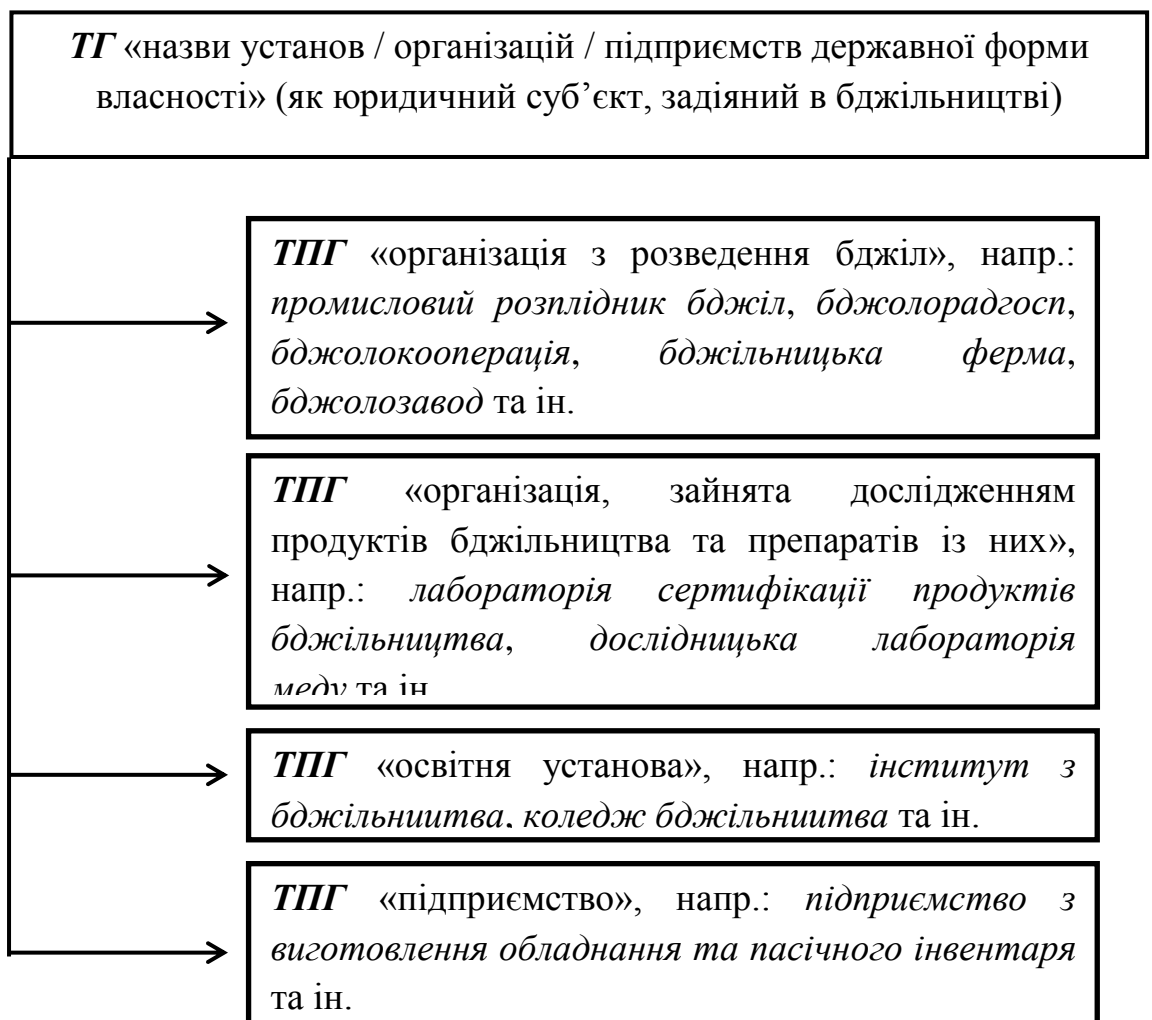 ТГ «назви установ / організацій / підприємств державної форми
власності» (як юридичний суб’єкт, задіяний в бджільництві)
ТПГ «організація з розведення бджіл», напр.:
промисловий розплідник бджіл, бджолорадгосп,
бджолокооперація, бджільницька ферма,
бджолозавод та ін.
ТПГ «організація, зайнята дослідженням
продуктів бджільництва та препаратів із них»,
напр.: лабораторія сертифікації продуктів
бджільництва, дослідницька лабораторія
меду та ін
ТПГ «освітня установа», напр.: інститут з
бджільництва, коледж бджільництва та ін.
ТПГ «підприємство», напр.: підприємство з
виготовлення обладнання та пасічного інвентаря
та ін.